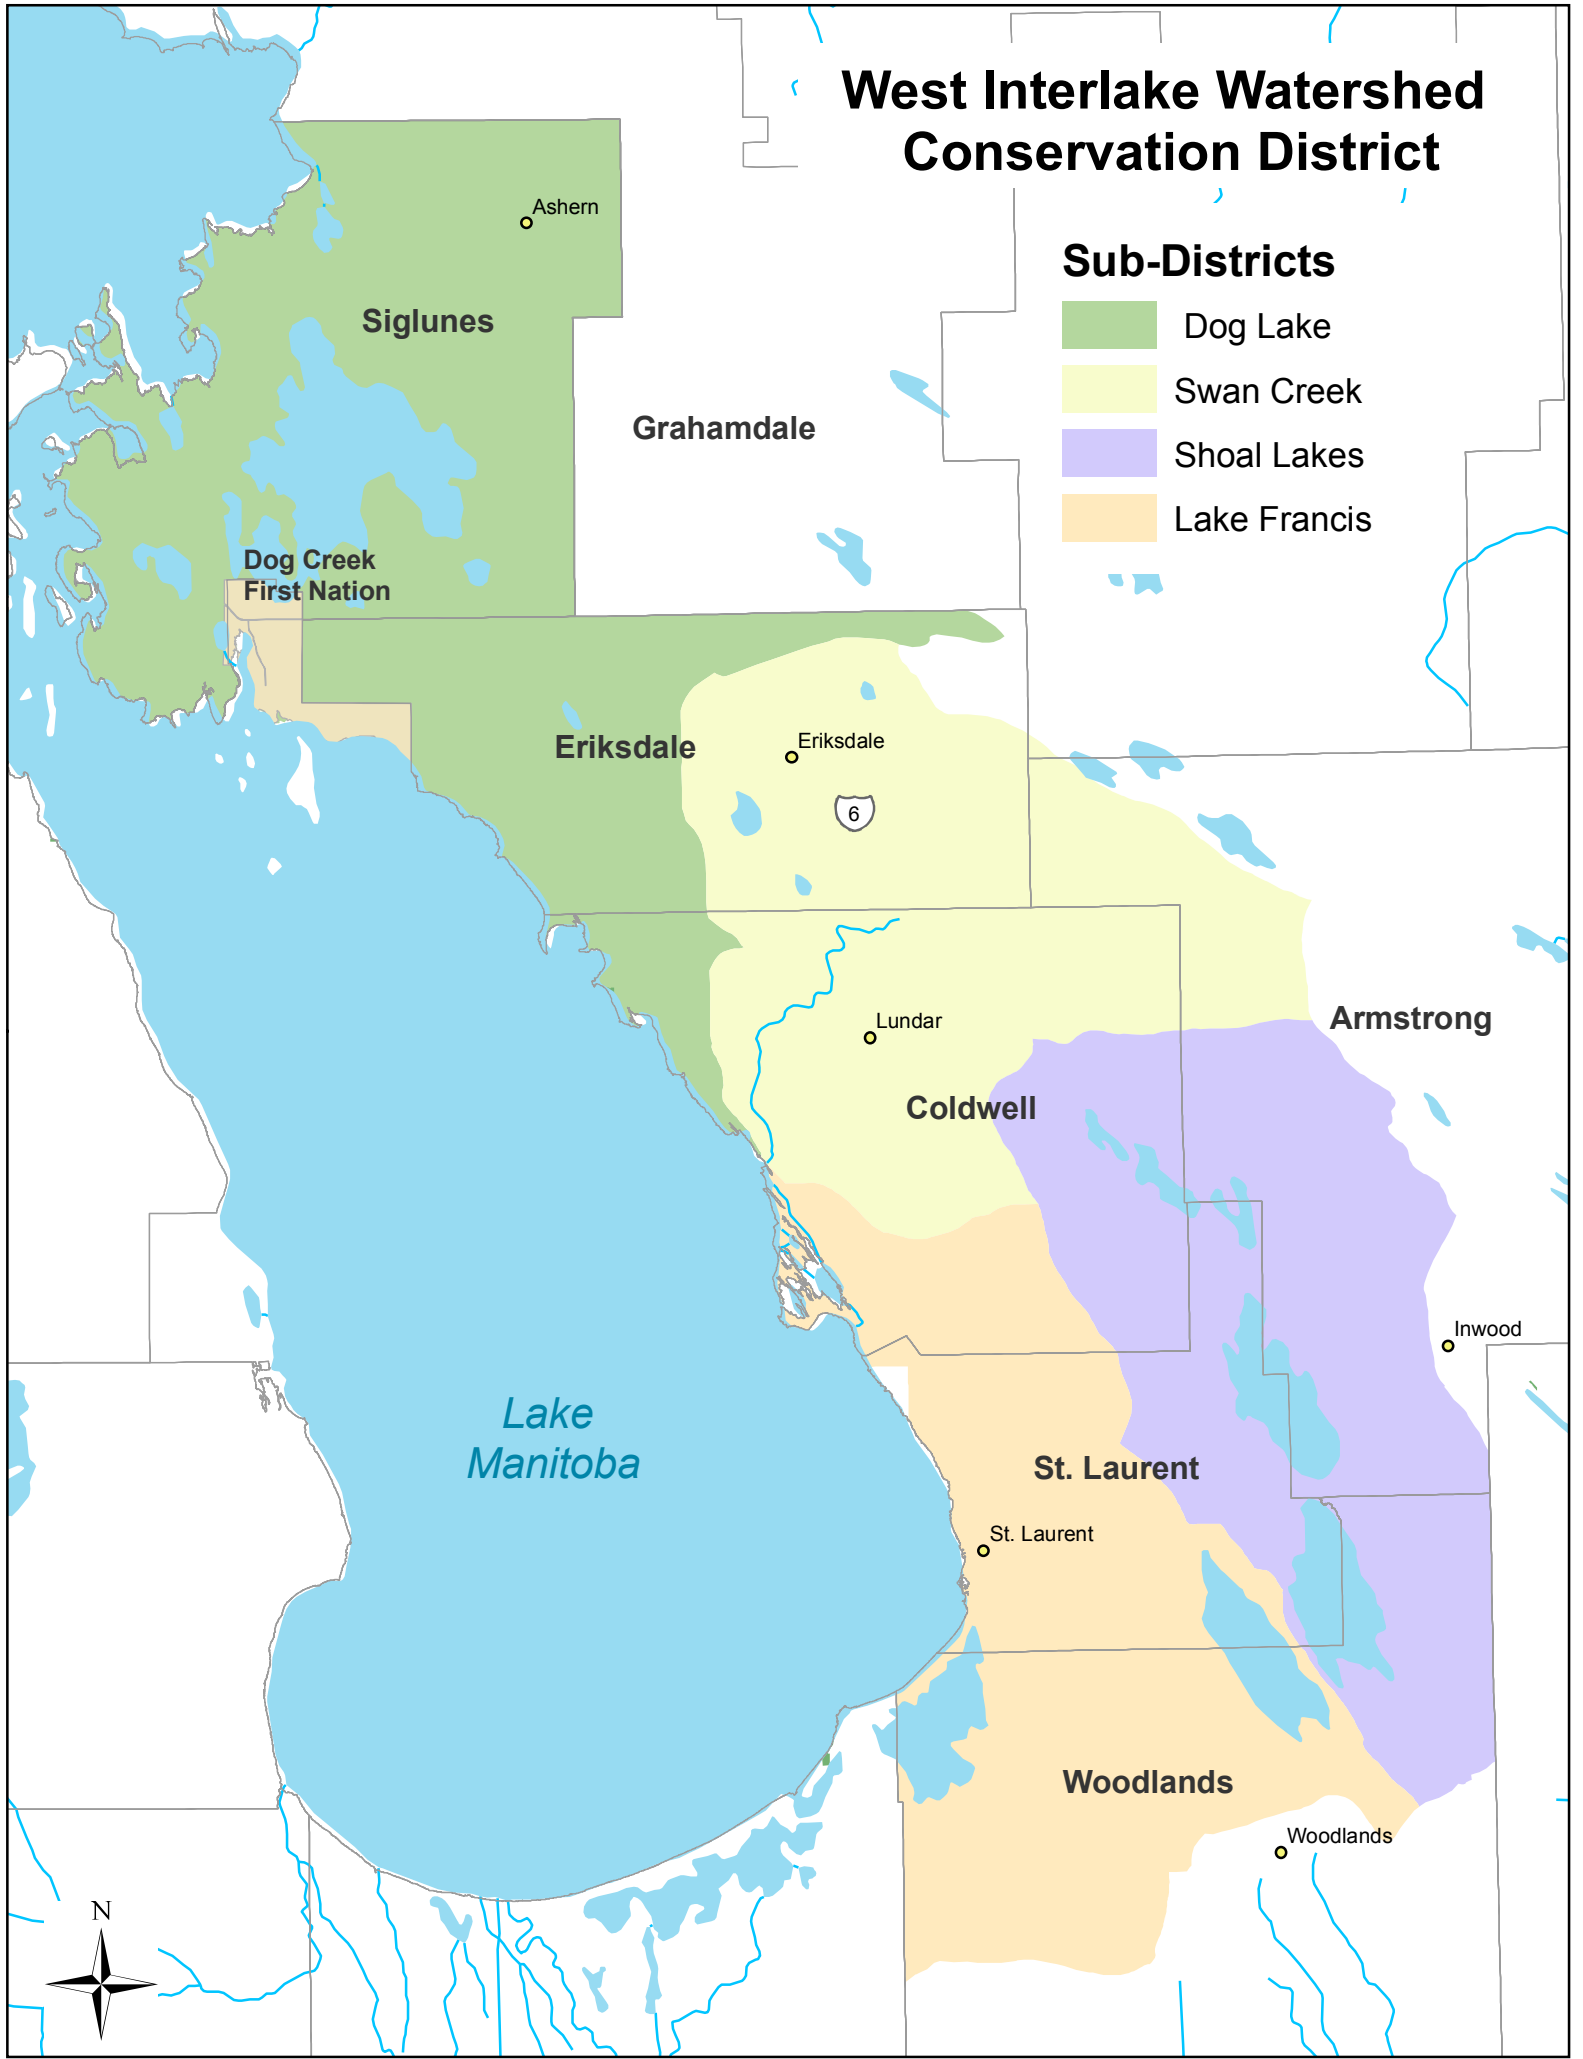 West Interlake Watershed
Conservation District
Ashern
Sub-Districts
Siglunes
Dog Lake
Swan Creek
Grahamdale
Shoal Lakes
Lake Francis
Dog Creek
First Nation
Eriksdale
Eriksdale
6
Lundar
Armstrong
Coldwell
Inwood
Lake
Manitoba
St. Laurent
St. Laurent
Woodlands
Woodlands
N